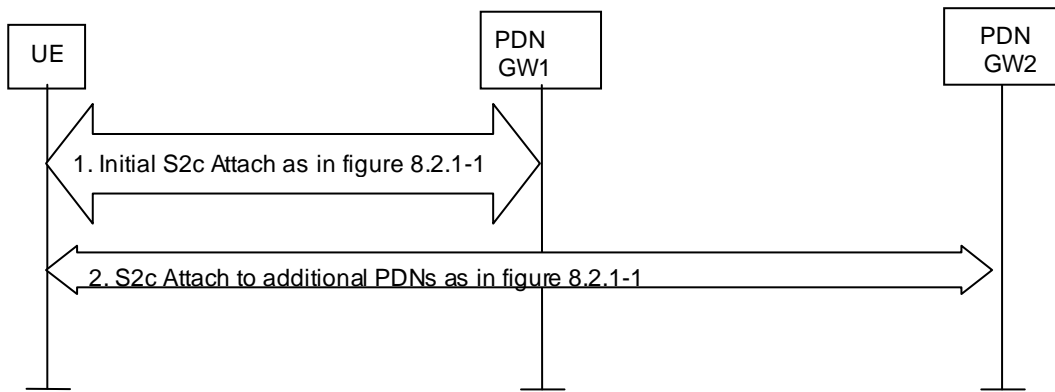 UE
PDN
GW1
PDN
GW2
1. Initial S2c Attach as in figure 8.2.1-1
2. S2c Attach to additional PDNs as in figure 8.2.1-1